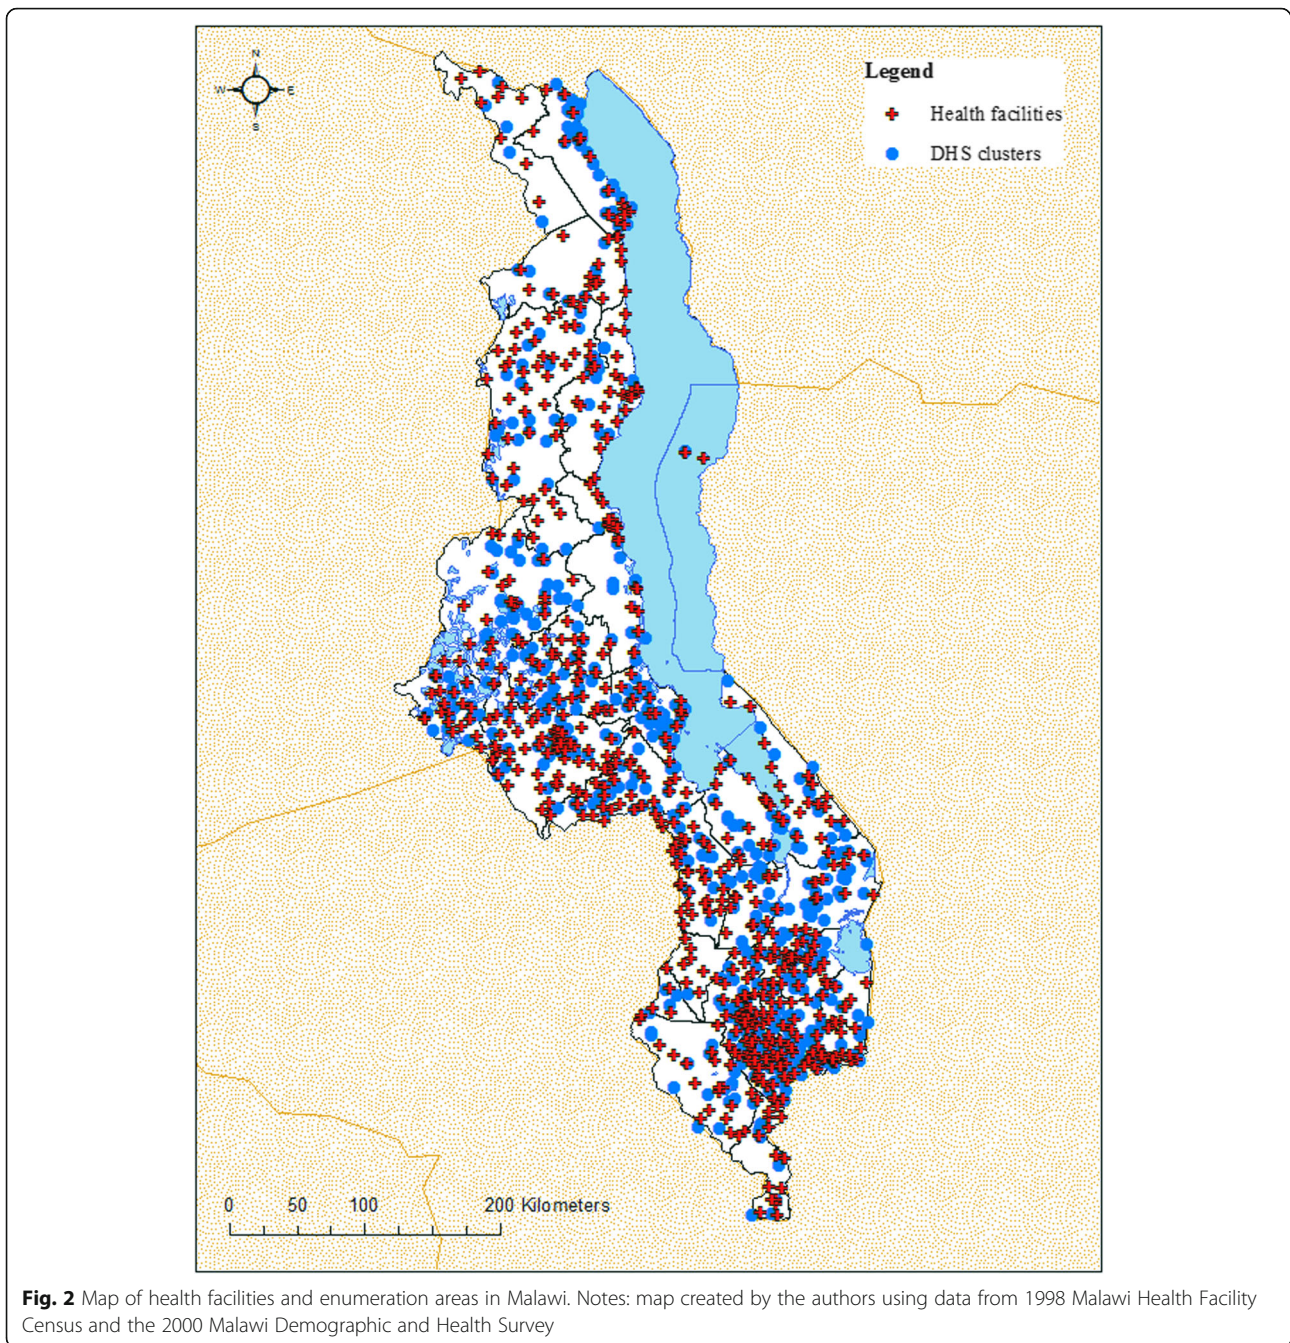 N
W E
S
Legend
Health facilities
DHS clusters
0 50 100 200 Kilometers
Fig. 2 Map of health facilities and enumeration areas in Malawi. Notes: map created by the authors using data from 1998 Malawi Health Facility
Census and the 2000 Malawi Demographic and Health Survey